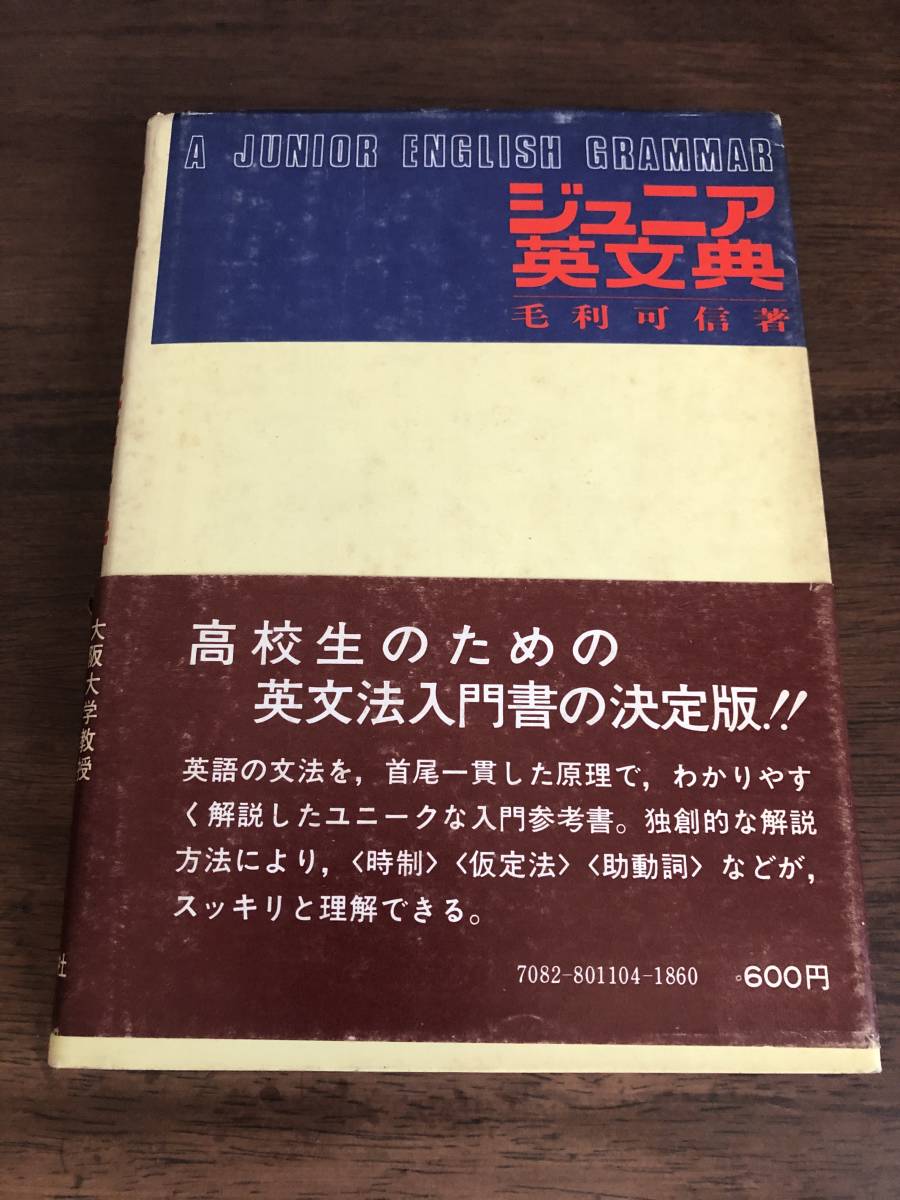 A JUNIOR ENGLISH GRAMMAR
ジュニア
英文典
毛利可信著
高校生のための
英文法入門書の決定版!!
英語の文法を，首尾一貫した原理で，わかりやす
く解説したユニークな入門参考書。独創的な解説
方法により，〈時制〉〈仮定法〉〈助動詞〉などが，
スッキリと理解できる。
7082-801104-1860 600円
大阪大学教授
社